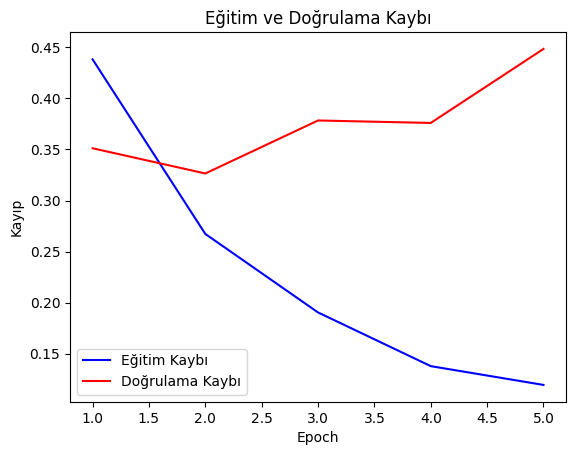 Eğitim ve Doğrulama Kaybı
Kayıp
0.45
0.40
0.35
0.30
0.25
0.20
0.15
Eğitim Kaybı
Doğrulama Kaybı
1.0 1.5 2.0 2.5 3.0 3.5 4.0 4.5 5.0
Epoch